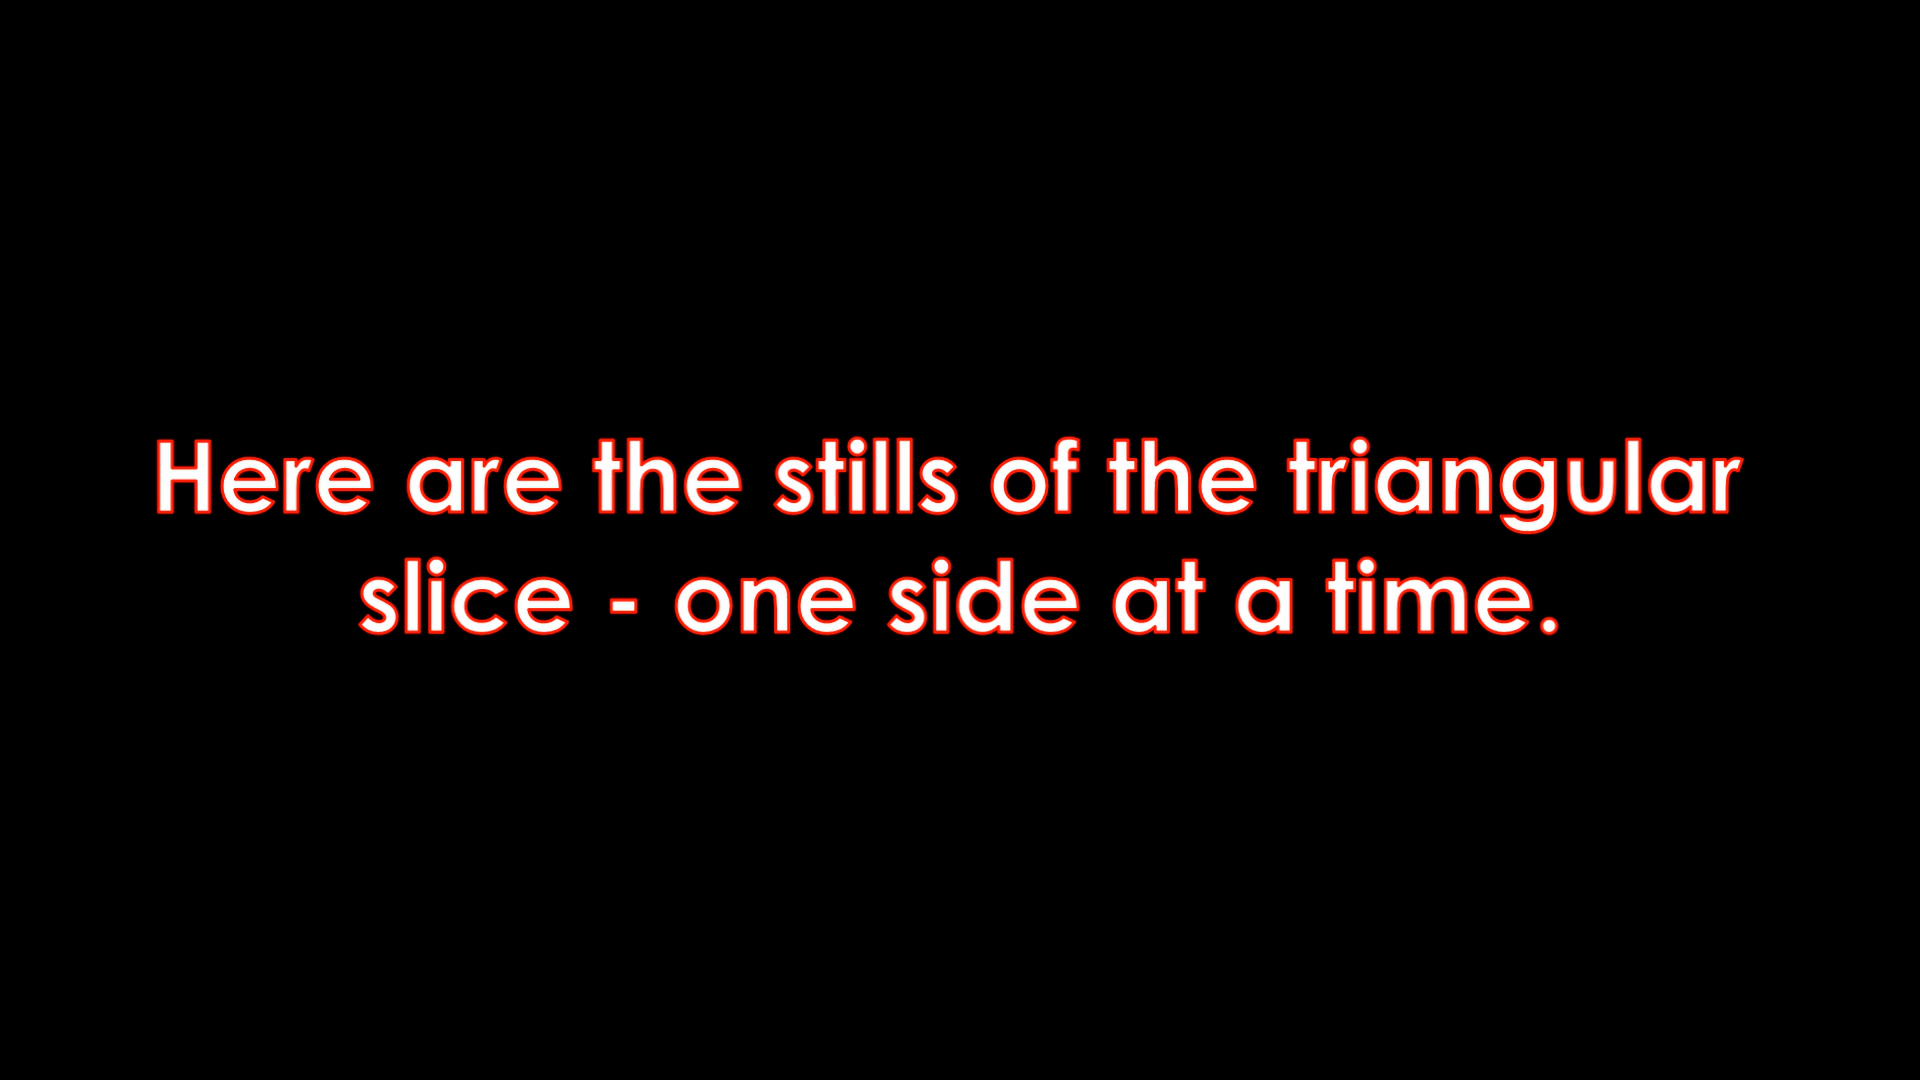 Here are the stills of the triangular
slice - one side at a time.